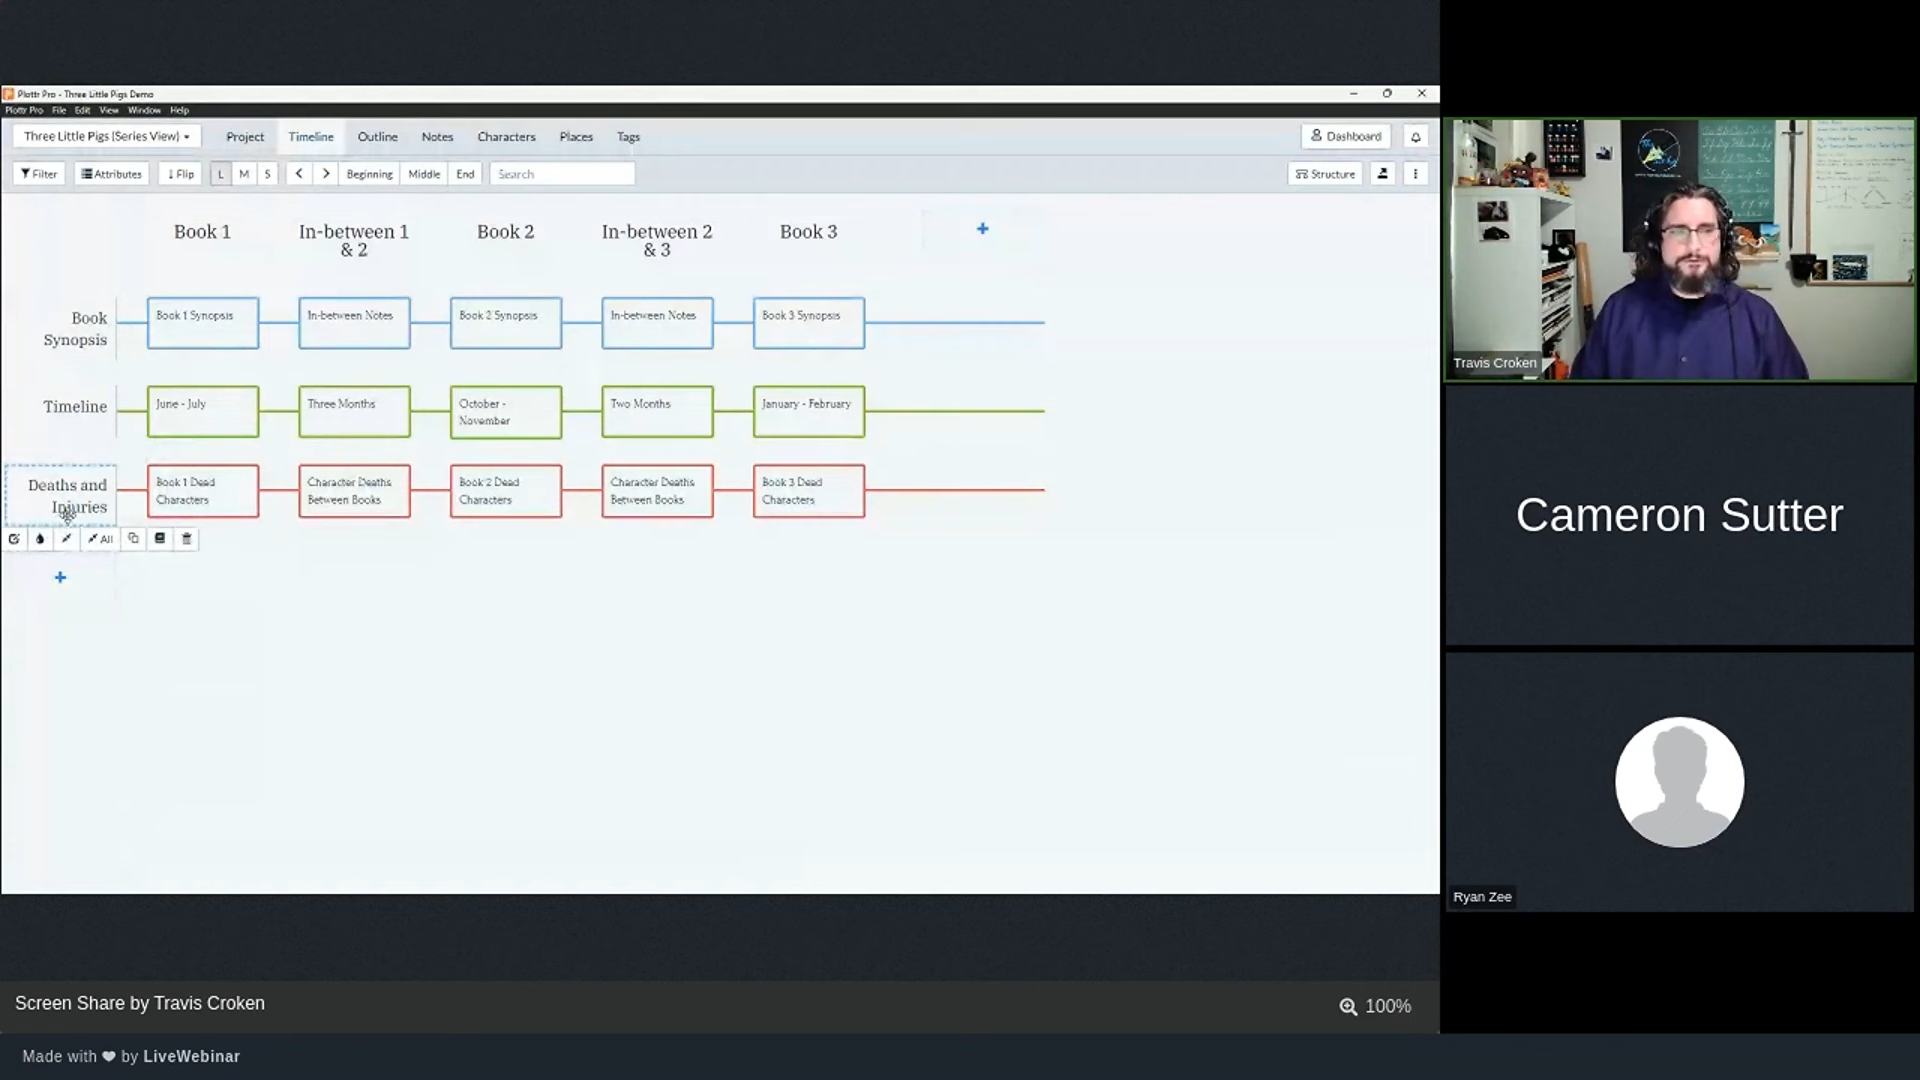 Plottr Pro - Three Little Pigs Demo
Plottr Pro File Edit View Window Help
Three Little Pigs (Series View) Project Timeline Outline Notes Characters Places Tags Dashboard
Filter Attributes Flip L M S Beginning Middle End Search Structure
Book 1 In-between 1 Book 2 In-between 2 Book 3
& 2 & 3
Book
Synopsis
Book 1 Synopsis In-between Notes Book 2 Synopsis In-between Notes Book 3 Synopsis
Timeline
June - July Three Months October - Two Months January - February
November
Deaths and
Injuries
Book 1 Dead Character Deaths Book 2 Dead Character Deaths Book 3 Dead
Characters Between Books Characters Between Books Characters
All
Travis Croken
Cameron Sutter
Ryan Zee
Screen Share by Travis Croken
100%
Made with ❤ by LiveWebinar